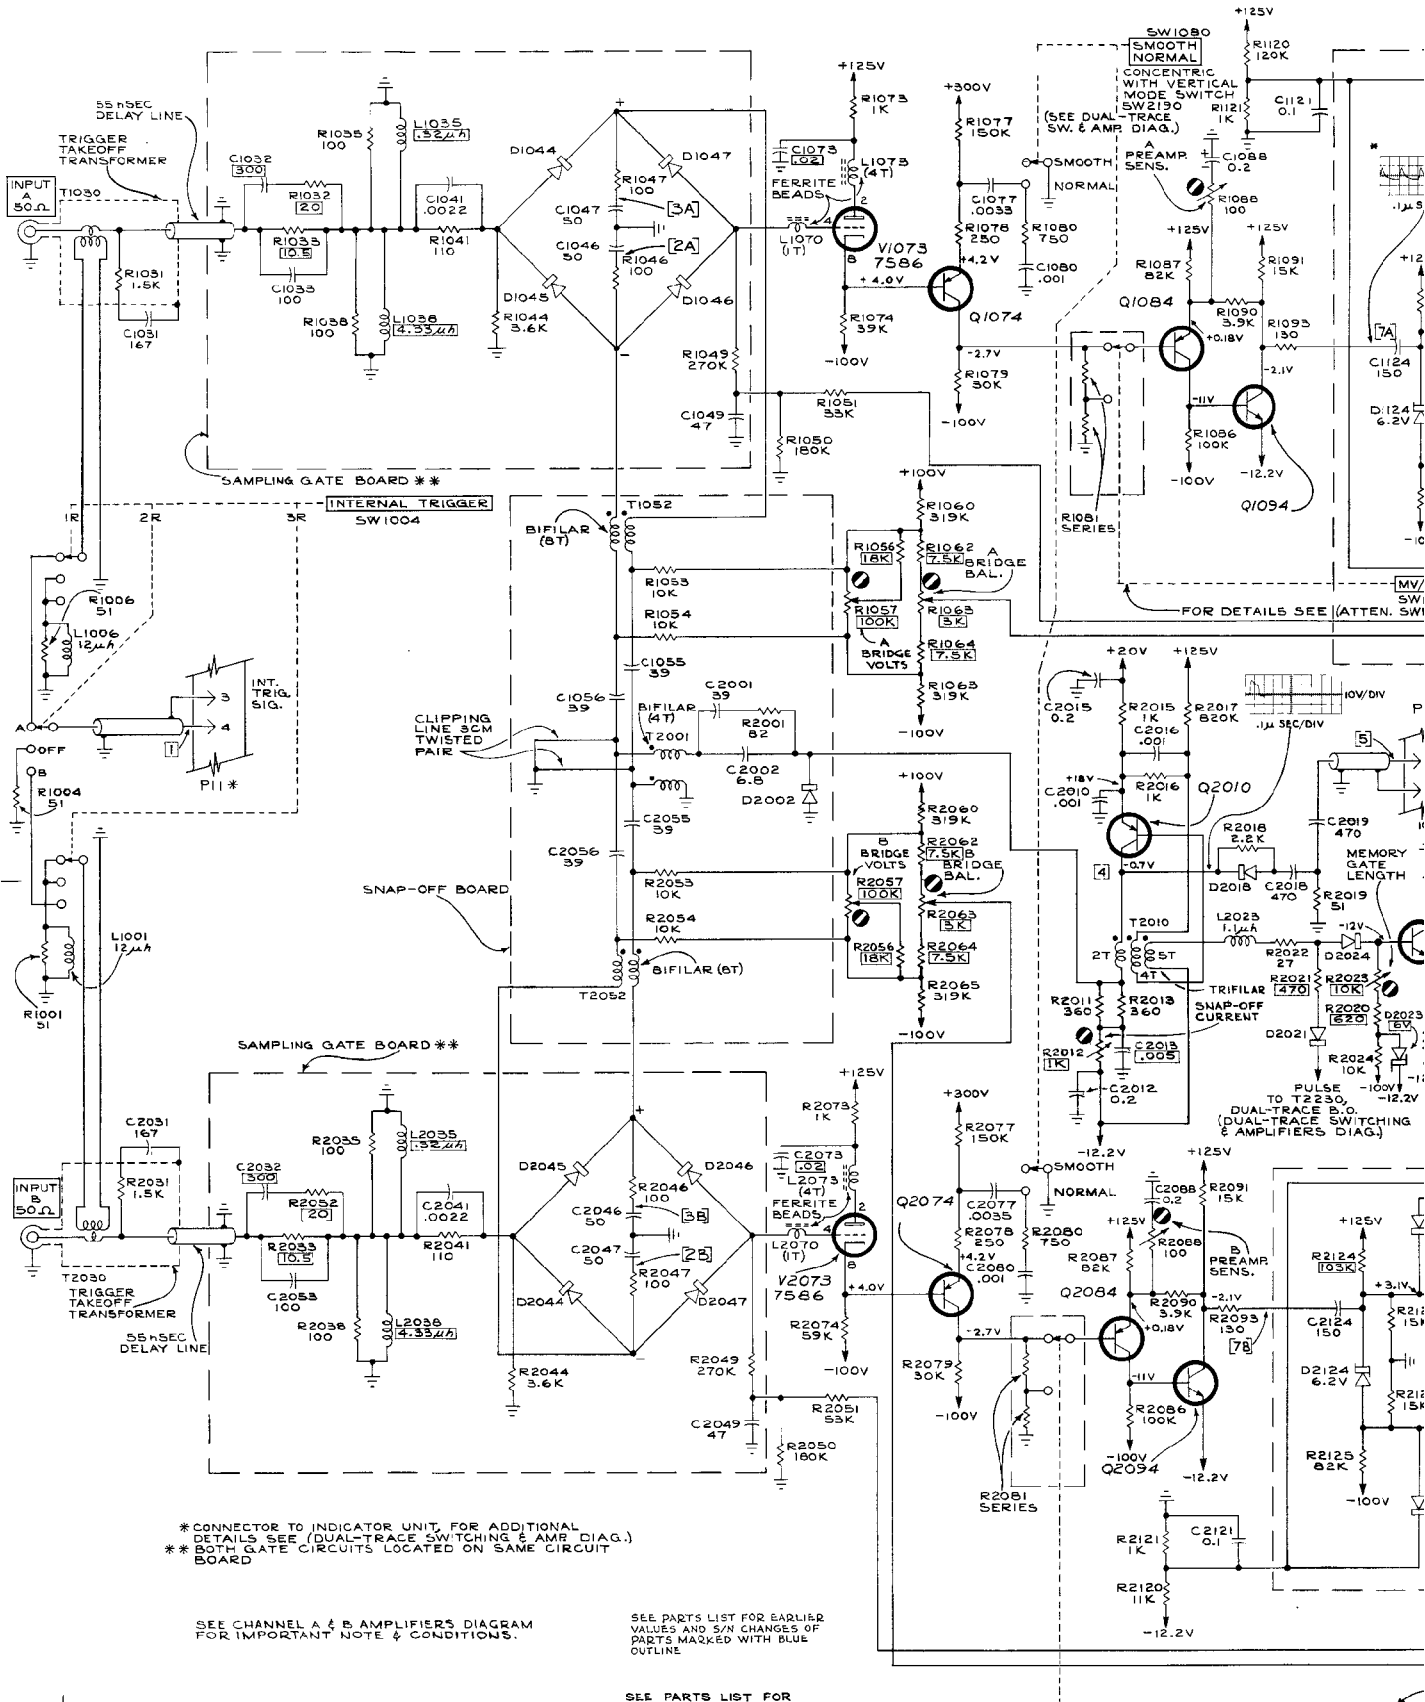 +125V
SW1080
SMOOTH
NORMAL
CONCENTRIC
WITH VERTICAL
MODE SWITCH
SW2190
(SEE DUAL-TRACE
SW. & AMP. DIAG.)
R1120
120K
R1121
1K
C1121
0.1
+125V
R1073
1K
+300V
R1077
150K
C1073
.02
L1073
(4T)
FERRITE
BEADS
L1070
(1T)
2
4
8
V1073
7586
+4.0V
R1074
39K
-100V
SMOOTH
NORMAL
C1077
.0033
R1078
250
R1080
750
C1080
.001
+4.2V
Q1074
-2.7V
R1079
30K
-100V
A
PREAMP.
SENS.
C1088
0.2
R1088
100
+125V
+125V
R1087
82K
R1091
15K
Q1084
R1090
3.9K
R1093
130
+0.18V
-2.1V
-11V
R1086
100K
-100V
-12.2V
Q1094
R1081
SERIES
*
.1µS
7A
C1124
150
D1124
6.2V
55 nSEC
DELAY LINE
TRIGGER
TAKEOFF
TRANSFORMER
INPUT
A
50Ω
T1030
R1031
1.5K
C1031
167
C1032
300
R1032
20
R1033
10.5
C1033
100
R1035
100
L1035
.32µh
R1038
100
L1038
4.33µh
C1041
.0022
R1041
110
R1044
3.6K
D1044
D1047
D1045
D1046
+
-
R1047
100
C1047
50
3A
C1046
50
2A
R1046
100
R1049
270K
C1049
47
R1051
33K
R1050
180K
SAMPLING GATE BOARD **
INTERNAL TRIGGER
SW1004
1R
2R
3R
R1006
51
L1006
12µh
INT.
TRIG.
SIG.
3
4
1
P11 *
A
OFF
B
R1004
51
L1001
12µh
R1001
51
T1052
BIFILAR
(8T)
R1053
10K
R1054
10K
C1055
39
C1056
39
C2001
39
BIFILAR
(4T)
T2001
R2001
82
C2002
6.8
D2002
CLIPPING
LINE 3CM
TWISTED
PAIR
C2055
39
C2056
39
R2053
10K
R2054
10K
BIFILAR (8T)
T2052
SNAP-OFF BOARD
+100V
R1060
319K
R1056
18K
R1062
7.5K
A
BRIDGE
BAL.
R1057
100K
R1063
3K
A
BRIDGE
VOLTS
R1064
7.5K
R1063
319K
-100V
+100V
R2060
319K
B
BRIDGE
VOLTS
R2062
7.5K
B
BRIDGE
BAL.
R2057
100K
R2056
18K
R2063
3K
R2064
7.5K
R2065
319K
-100V
MV/
FOR DETAILS SEE (ATTEN. SW
+20V
+125V
C2015
0.2
R2015
1K
R2017
820K
C2016
.001
+18V
C2010
.001
R2016
1K
Q2010
10V/DIV
.1µ SEC/DIV
5
-0.7V
4
R2018
2.2K
D2018
C2018
470
C2019
470
R2019
51
MEMORY
GATE
LENGTH
T2010
2T
5T
4T
TRIFILAR
L2023
1.1µh
R2022
27
-12V
D2024
R2021
470
R2023
10K
R2020
620
D2023
6V
D2021
R2024
10K
-100V
-12.2V
SNAP-OFF
CURRENT
R2011
360
R2013
360
R2012
1K
C2013
.005
C2012
0.2
-12.2V
PULSE
TO T2230,
DUAL-TRACE B.O.
(DUAL-TRACE SWITCHING
& AMPLIFIERS DIAG.)
SAMPLING GATE BOARD **
INPUT
B
50Ω
T2030
TRIGGER
TAKEOFF
TRANSFORMER
55 nSEC
DELAY LINE
C2031
167
R2031
1.5K
C2032
300
R2052
20
R2033
10.5
C2053
100
R2035
100
L2035
.32µh
R2038
100
L2038
4.33µh
C2041
.0022
R2041
110
R2044
3.6K
D2045
D2046
D2044
D2047
+
-
R2046
100
C2046
50
3B
C2047
50
2B
R2047
100
R2049
270K
C2049
47
R2051
53K
R2050
180K
+125V
R2073
1K
C2073
.02
L2073
(4T)
FERRITE
BEADS
L2070
(1T)
2
4
8
V2073
7586
+4.0V
R2074
59K
-100V
+300V
R2077
150K
SMOOTH
NORMAL
Q2074
C2077
.0035
R2078
250
R2080
750
+4.2V
C2080
.001
-2.7V
R2079
30K
-100V
R2081
SERIES
C2088
0.2
+125V
+125V
R2091
15K
R2088
100
B
PREAMP.
SENS.
R2087
82K
Q2084
R2090
3.9K
-2.1V
R2093
130
+0.18V
7B
-11V
R2086
100K
-100V
Q2094
-12.2V
+125V
R2124
103K
+3.1V
C2124
150
D2124
6.2V
R2125
82K
-100V
R2121
1K
C2121
0.1
R2120
11K
-12.2V
* CONNECTOR TO INDICATOR UNIT, FOR ADDITIONAL
DETAILS SEE (DUAL-TRACE SWITCHING & AMP. DIAG.)
** BOTH GATE CIRCUITS LOCATED ON SAME CIRCUIT
BOARD
SEE CHANNEL A & B AMPLIFIERS DIAGRAM
FOR IMPORTANT NOTE & CONDITIONS.
SEE PARTS LIST FOR EARLIER
VALUES AND S/N CHANGES OF
PARTS MARKED WITH BLUE
OUTLINE
SEE PARTS LIST FOR